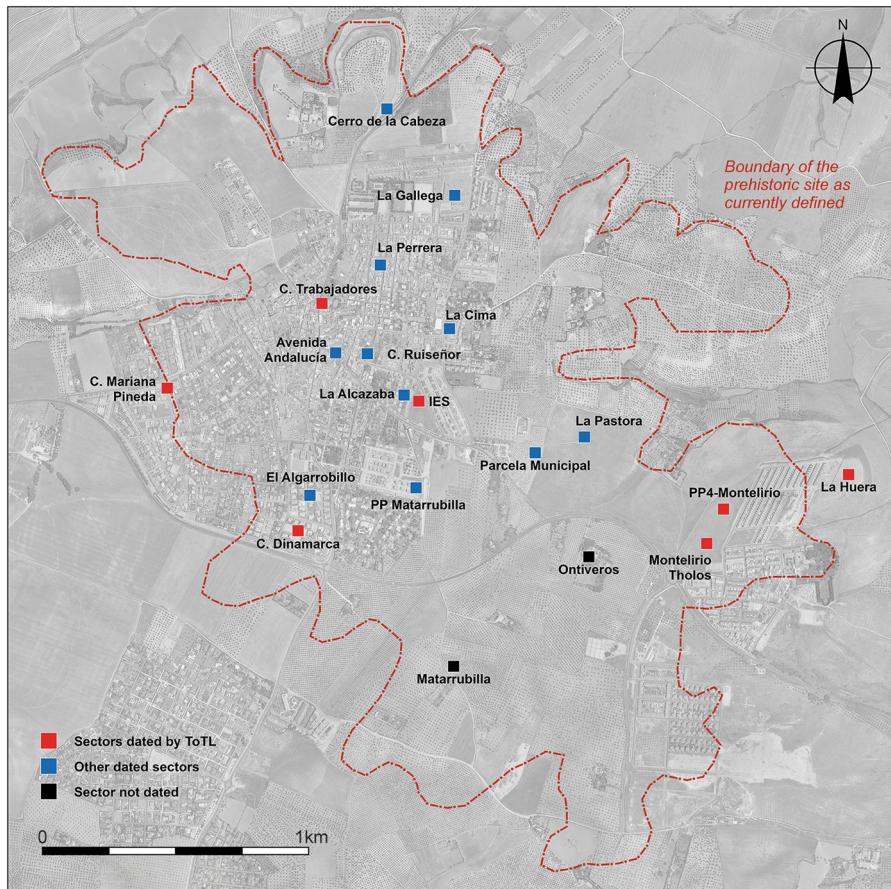 N
Cerro de la Cabeza
Boundary of the
prehistoric site as
currently defined
La Gallega
La Perrera
C. Trabajadores
La Cima
Avenida
Andalucía
C. Ruiseñor
C. Mariana
Pineda
La Alcazaba
IES
La Pastora
Parcela Municipal
El Algarrobillo
PP Matarrubilla
PP4-Montelirio
La Huera
C. Dinamarca
Ontiveros
Montelirio
Tholos
Matarrubilla
Sectors dated by ToTL
Other dated sectors
Sector not dated
0
1km